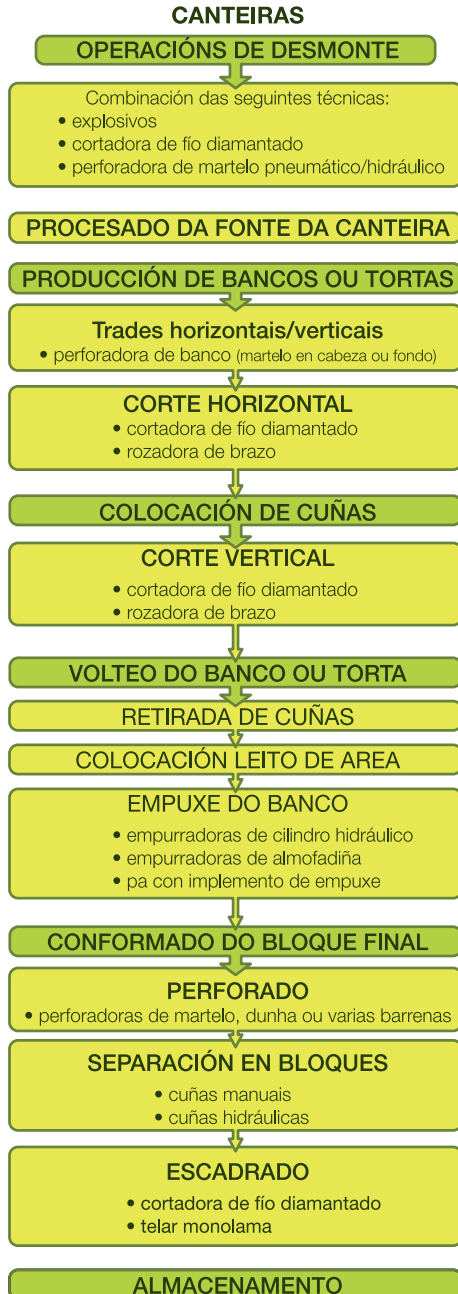 CANTEIRAS
OPERACIÓNS DE DESMONTE
Combinación das seguintes técnicas:
• explosivos
• cortadora de fío diamantado
• perforadora de martelo pneumático/hidráulico
PROCESADO DA FONTE DA CANTEIRA
PRODUCCIÓN DE BANCOS OU TORTAS
Trades horizontais/verticais
• perforadora de banco (martelo en cabeza ou fondo)
CORTE HORIZONTAL
• cortadora de fío diamantado
• rozadora de brazo
COLOCACIÓN DE CUÑAS
CORTE VERTICAL
• cortadora de fío diamantado
• rozadora de brazo
VOLTEO DO BANCO OU TORTA
RETIRADA DE CUÑAS
COLOCACIÓN LEITO DE AREA
EMPUXE DO BANCO
• empurradoras de cilindro hidráulico
• empurradoras de almofadiña
• pa con implemento de empuxe
CONFORMADO DO BLOQUE FINAL
PERFORADO
• perforadoras de martelo, dunha ou varias barrenas
SEPARACIÓN EN BLOQUES
• cuñas manuais
• cuñas hidráulicas
ESCADRADO
• cortadora de fío diamantado
• telar monolama
ALMACENAMENTO